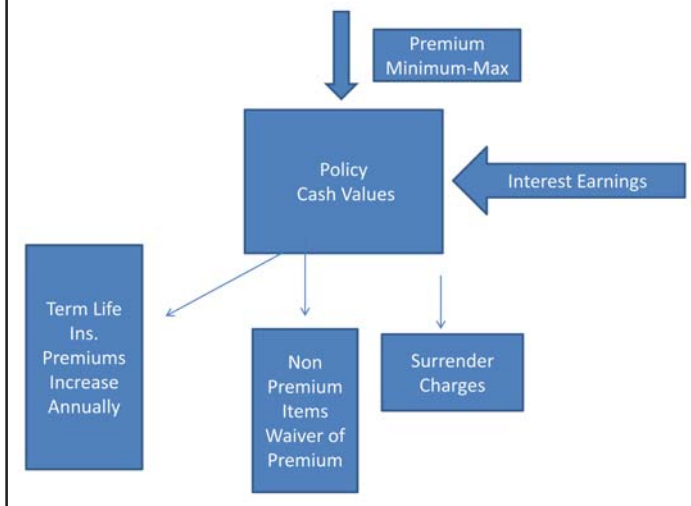 Premium
Minimum-Max
Policy
Cash Values
Interest Earnings
Term Life
Ins.
Premiums
Increase
Annually
Non
Premium
Items
Waiver of
Premium
Surrender
Charges